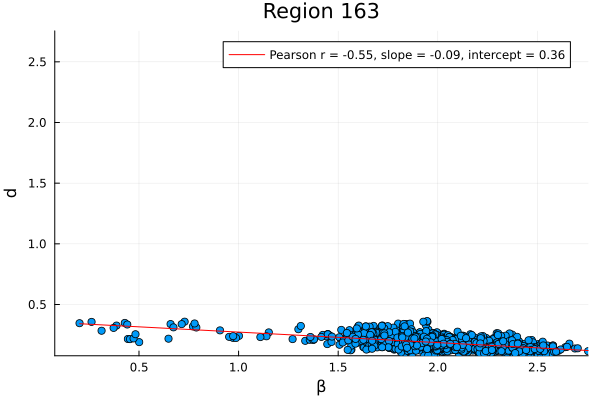 Region 163
Pearson r = -0.55, slope = -0.09, intercept = 0.36
2.5
2.0
1.5
1.0
0.5
d
0.5 1.0 1.5 2.0 2.5
β